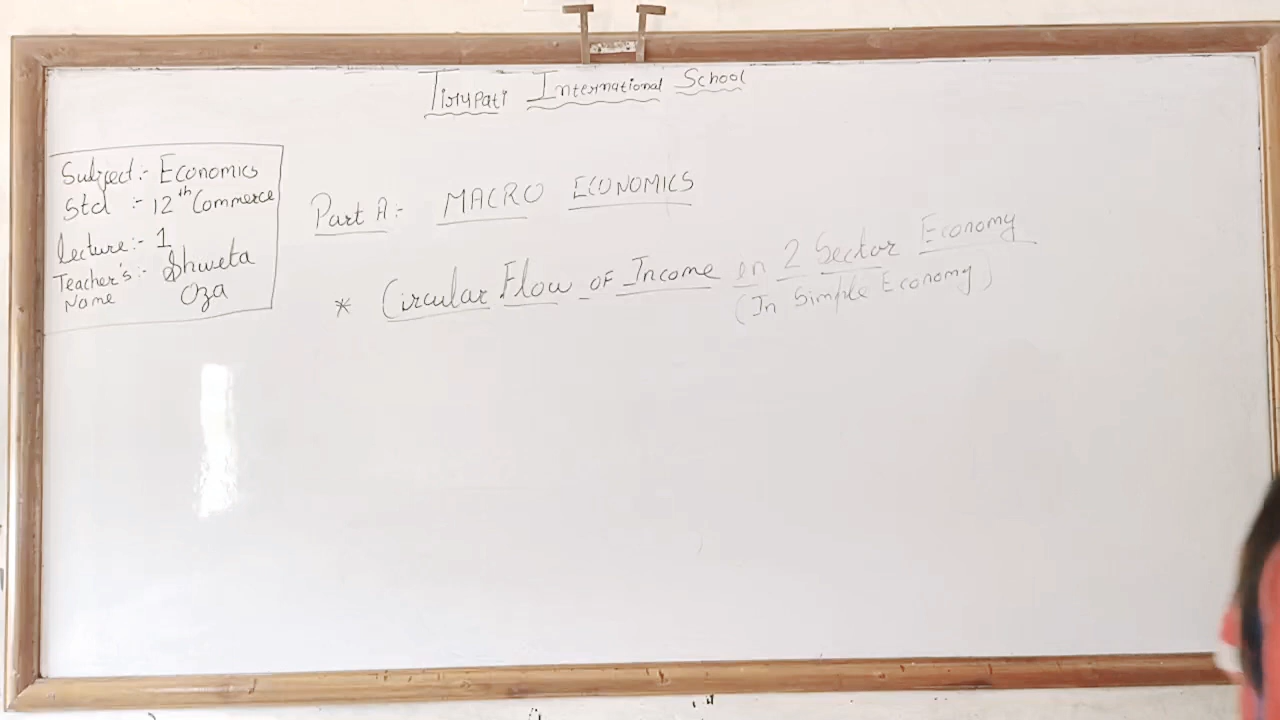 Tirupati International School
Subject:- Economics
Std :- 12th Commerce
Lecture:- 1
Teacher's Name :- Shweta Oza
Part A:- MACRO ECONOMICS
* Circular Flow of Income in 2 Sector Economy
(In Simple Economy)